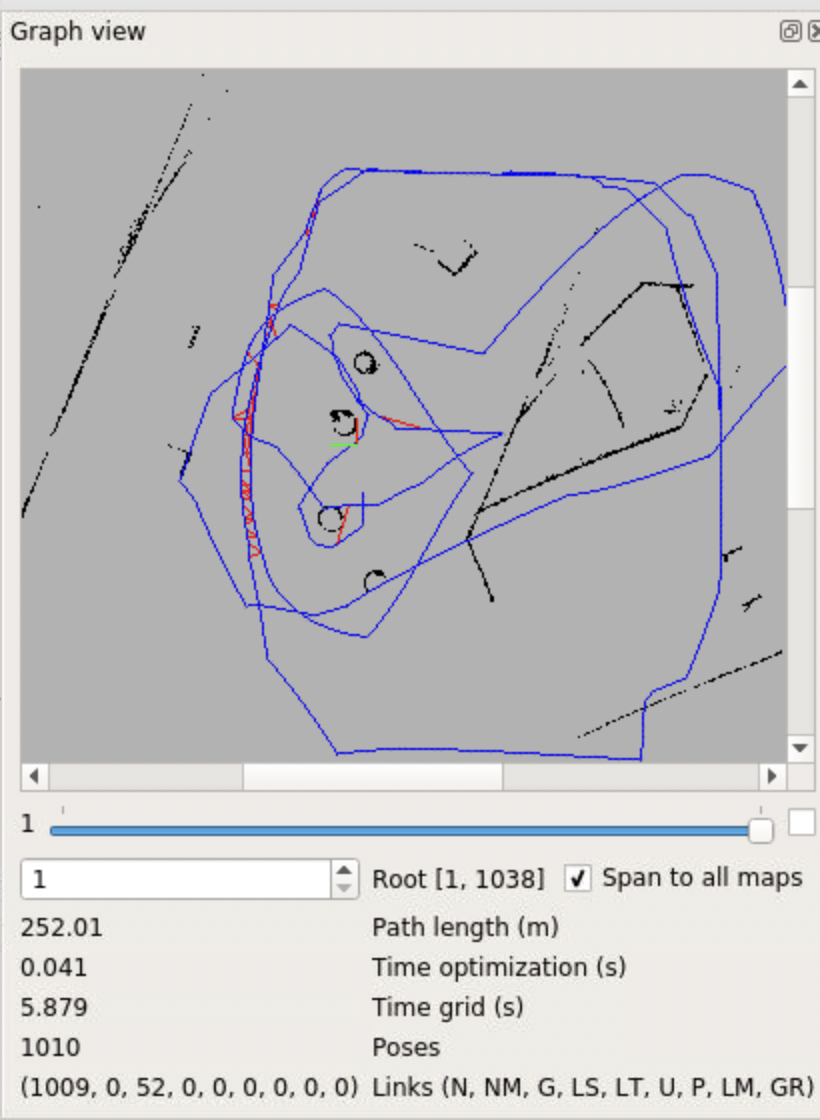 Graph view
1
1 Root [1, 1038] Span to all maps
252.01 Path length (m)
0.041 Time optimization (s)
5.879 Time grid (s)
1010 Poses
(1009, 0, 52, 0, 0, 0, 0, 0, 0) Links (N, NM, G, LS, LT, U, P, LM, GR)